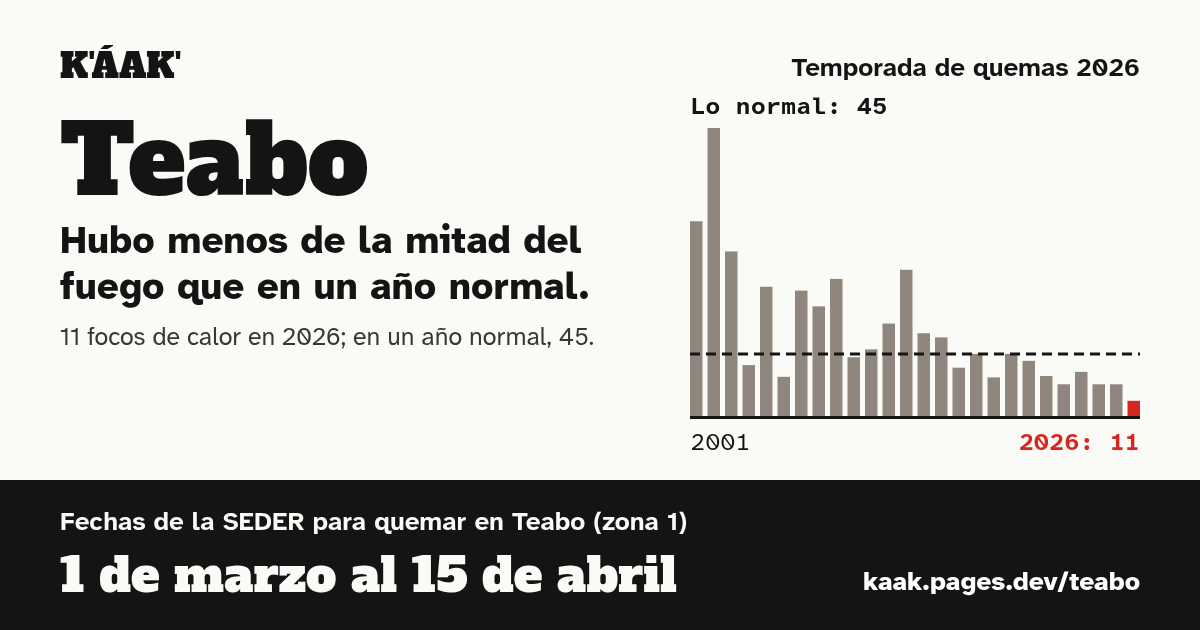 K'ÁAK'
Teabo
Hubo menos de la mitad del
fuego que en un año normal.
11 focos de calor en 2026; en un año normal, 45.
Temporada de quemas 2026
Lo normal: 45
2001
2026: 11
Fechas de la SEDER para quemar en Teabo (zona 1)
1 de marzo al 15 de abril
kaak.pages.dev/teabo